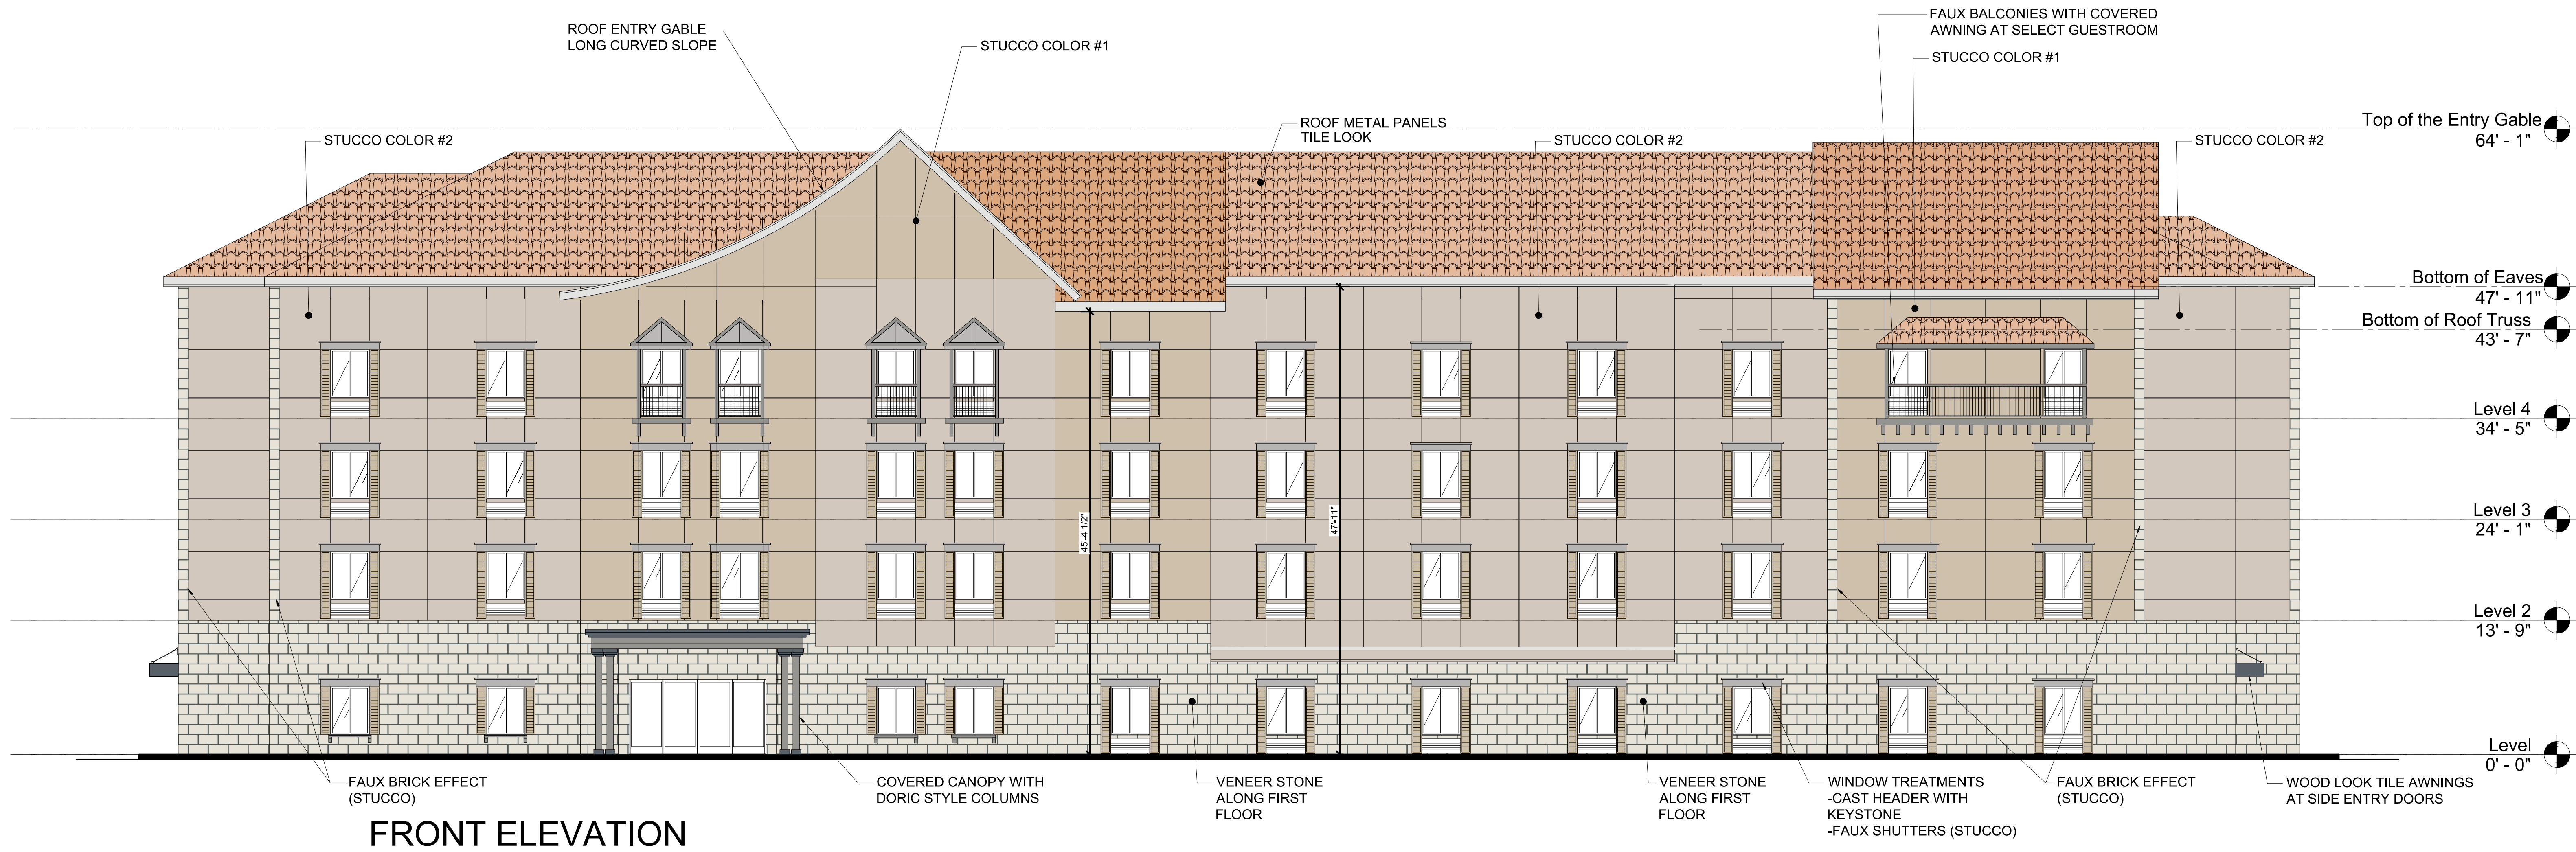 ROOF ENTRY GABLE
LONG CURVED SLOPE
STUCCO COLOR #1
FAUX BALCONIES WITH COVERED
AWNING AT SELECT GUESTROOM
STUCCO COLOR #1
STUCCO COLOR #2
ROOF METAL PANELS
TILE LOOK
STUCCO COLOR #2
STUCCO COLOR #2
Top of the Entry Gable
64' - 1"
Bottom of Eaves
47' - 11"
Bottom of Roof Truss
43' - 7"
Level 4
34' - 5"
Level 3
24' - 1"
Level 2
13' - 9"
Level
0' - 0"
45'-4 1/2"
47'-11"
FAUX BRICK EFFECT
(STUCCO)
COVERED CANOPY WITH
DORIC STYLE COLUMNS
VENEER STONE
ALONG FIRST
FLOOR
VENEER STONE
ALONG FIRST
FLOOR
WINDOW TREATMENTS
-CAST HEADER WITH
KEYSTONE
-FAUX SHUTTERS (STUCCO)
FAUX BRICK EFFECT
(STUCCO)
WOOD LOOK TILE AWNINGS
AT SIDE ENTRY DOORS
FRONT ELEVATION